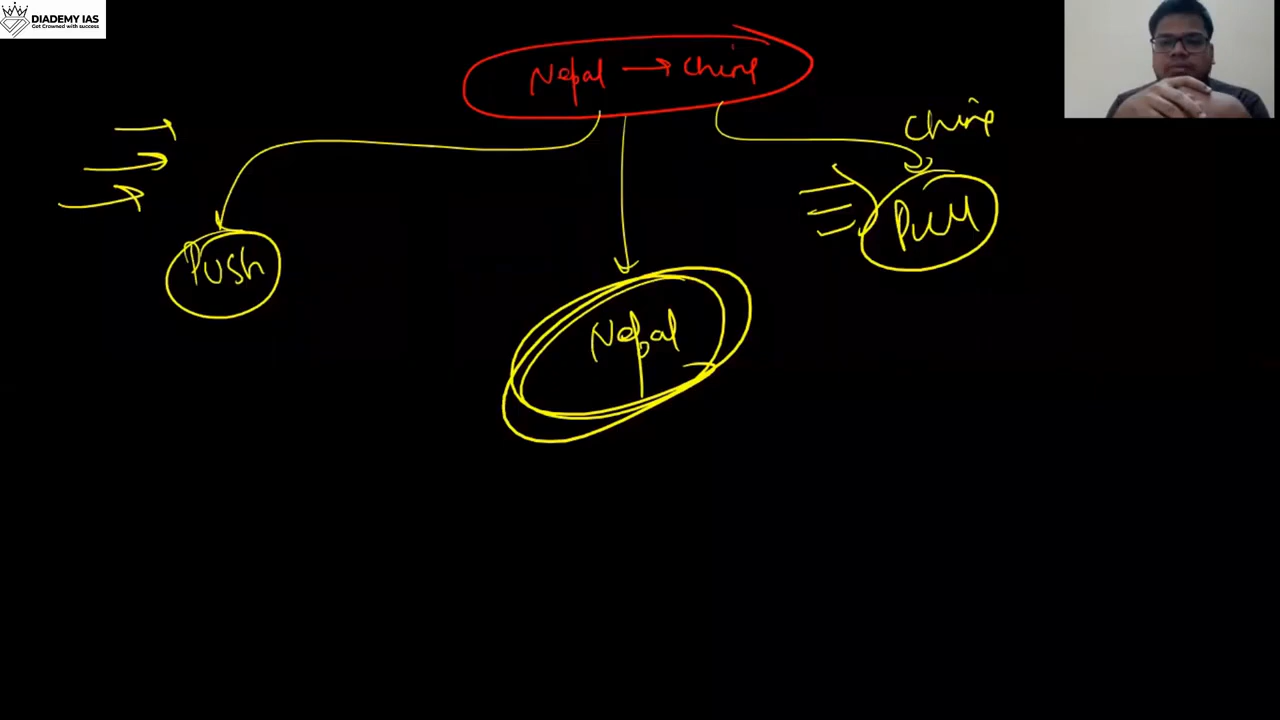 DIADEMY IAS
Get Crowned with success
Nepal → China
China
Push
Pull
Nepal